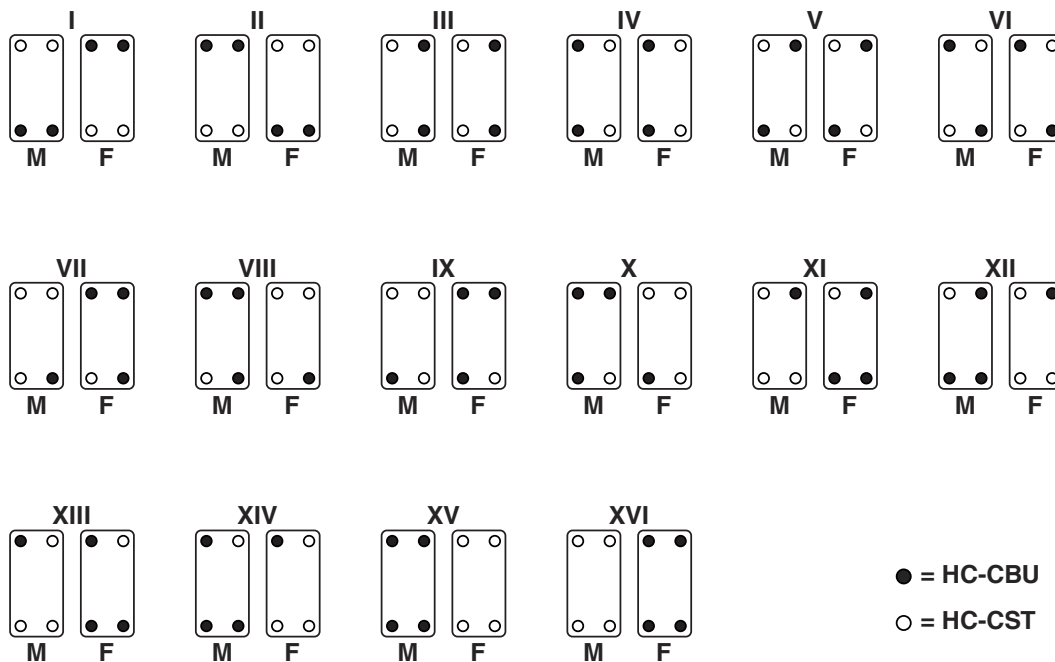 I II III IV V VI
M F M F M F M F M F M F
VII VIII IX X XI XII
M F M F M F M F M F M F
XIII XIV XV XVI
= HC-CBU
= HC-CST
M F M F M F M F